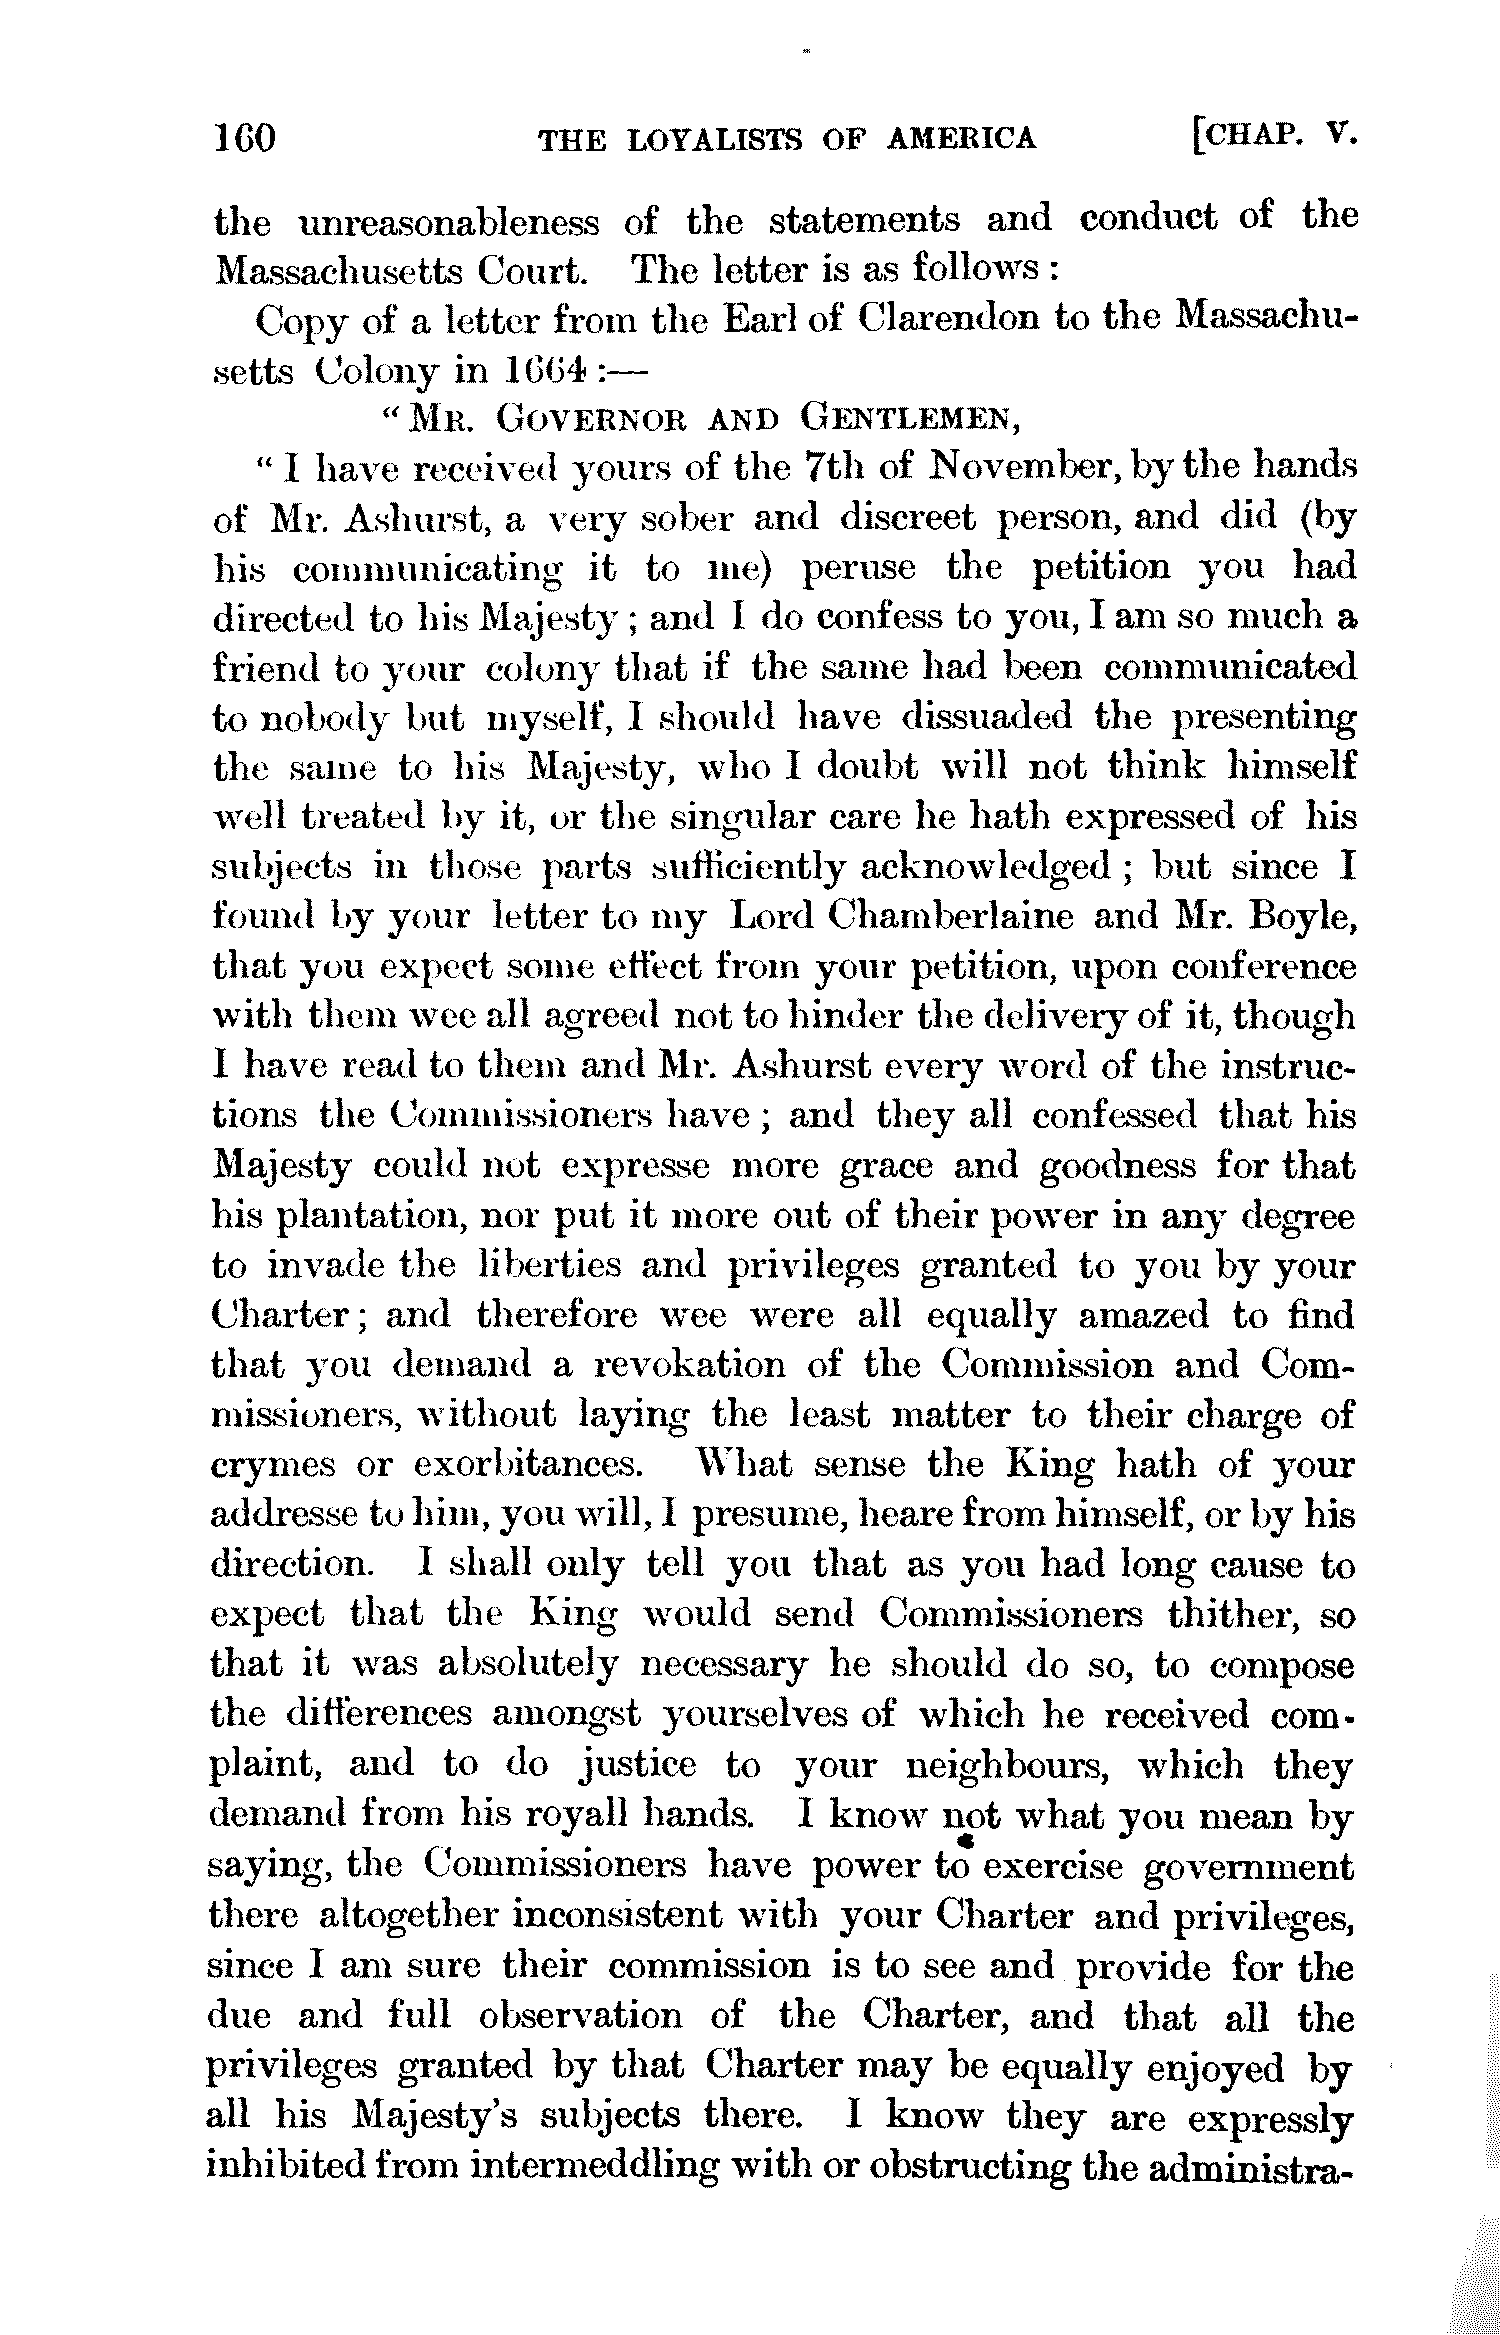 160 THE LOYALISTS OF AMERICA [CHAP. V.
the unreasonableness of the statements and conduct of the
Massachusetts Court. The letter is as follows :
Copy of a letter from the Earl of Clarendon to the Massachu-
setts Colony in 1664 :—
" MR. GOVERNOR AND GENTLEMEN,
" I have received yours of the 7th of November, by the hands
of Mr. Ashurst, a very sober and discreet person, and did (by
his communicating it to me) peruse the petition you had
directed to his Majesty ; and I do confess to you, I am so much a
friend to your colony that if the same had been communicated
to nobody but myself, I should have dissuaded the presenting
the same to his Majesty, who I doubt will not think himself
well treated by it, or the singular care he hath expressed of his
subjects in those parts sufficiently acknowledged ; but since I
found by your letter to my Lord Chamberlaine and Mr. Boyle,
that you expect some effect from your petition, upon conference
with them wee all agreed not to hinder the delivery of it, though
I have read to them and Mr. Ashurst every word of the instruc-
tions the Commissioners have ; and they all confessed that his
Majesty could not expresse more grace and goodness for that
his plantation, nor put it more out of their power in any degree
to invade the liberties and privileges granted to you by your
Charter ; and therefore wee were all equally amazed to find
that you demand a revokation of the Commission and Com-
missioners, without laying the least matter to their charge of
crymes or exorbitances. What sense the King hath of your
addresse to him, you will, I presume, heare from himself, or by his
direction. I shall only tell you that as you had long cause to
expect that the King would send Commissioners thither, so
that it was absolutely necessary he should do so, to compose
the differences amongst yourselves of which he received com-
plaint, and to do justice to your neighbours, which they
demand from his royall hands. I know not what you mean by
saying, the Commissioners have power to exercise government
there altogether inconsistent with your Charter and privileges,
since I am sure their commission is to see and provide for the
due and full observation of the Charter, and that all the
privileges granted by that Charter may be equally enjoyed by
all his Majesty's subjects there. I know they are expressly
inhibited from intermeddling with or obstructing the administra-